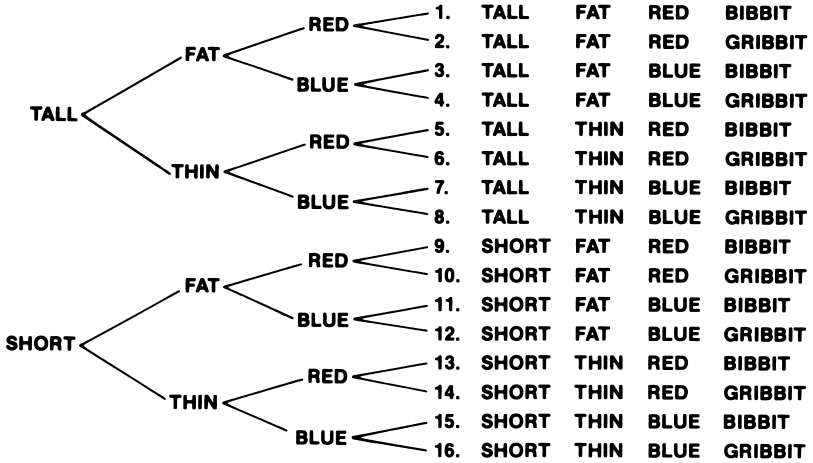 RED 1. TALL FAT RED BIBBIT
2. TALL FAT RED GRIBBIT
FAT
BLUE 3. TALL FAT BLUE BIBBIT
4. TALL FAT BLUE GRIBBIT
TALL
RED 5. TALL THIN RED BIBBIT
6. TALL THIN RED GRIBBIT
THIN
BLUE 7. TALL THIN BLUE BIBBIT
8. TALL THIN BLUE GRIBBIT
RED 9. SHORT FAT RED BIBBIT
10. SHORT FAT RED GRIBBIT
FAT
BLUE 11. SHORT FAT BLUE BIBBIT
12. SHORT FAT BLUE GRIBBIT
SHORT
RED 13. SHORT THIN RED BIBBIT
14. SHORT THIN RED GRIBBIT
THIN
BLUE 15. SHORT THIN BLUE BIBBIT
16. SHORT THIN BLUE GRIBBIT